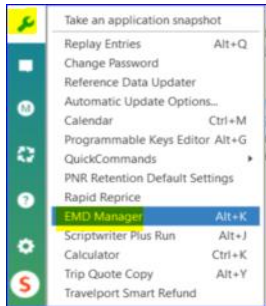 Take an application snapshot
Replay Entries Alt+Q
Change Password
Reference Data Updater
Automatic Update Options...
Calendar Ctrl+M
Programmable Keys Editor Alt+G
QuickCommands
PNR Retention Default Settings
Rapid Reprice
EMD Manager Alt+K
Scriptwriter Plus Run Alt+J
Calculator Ctrl+K
Trip Quote Copy Alt+Y
Travelport Smart Refund
M
?
S